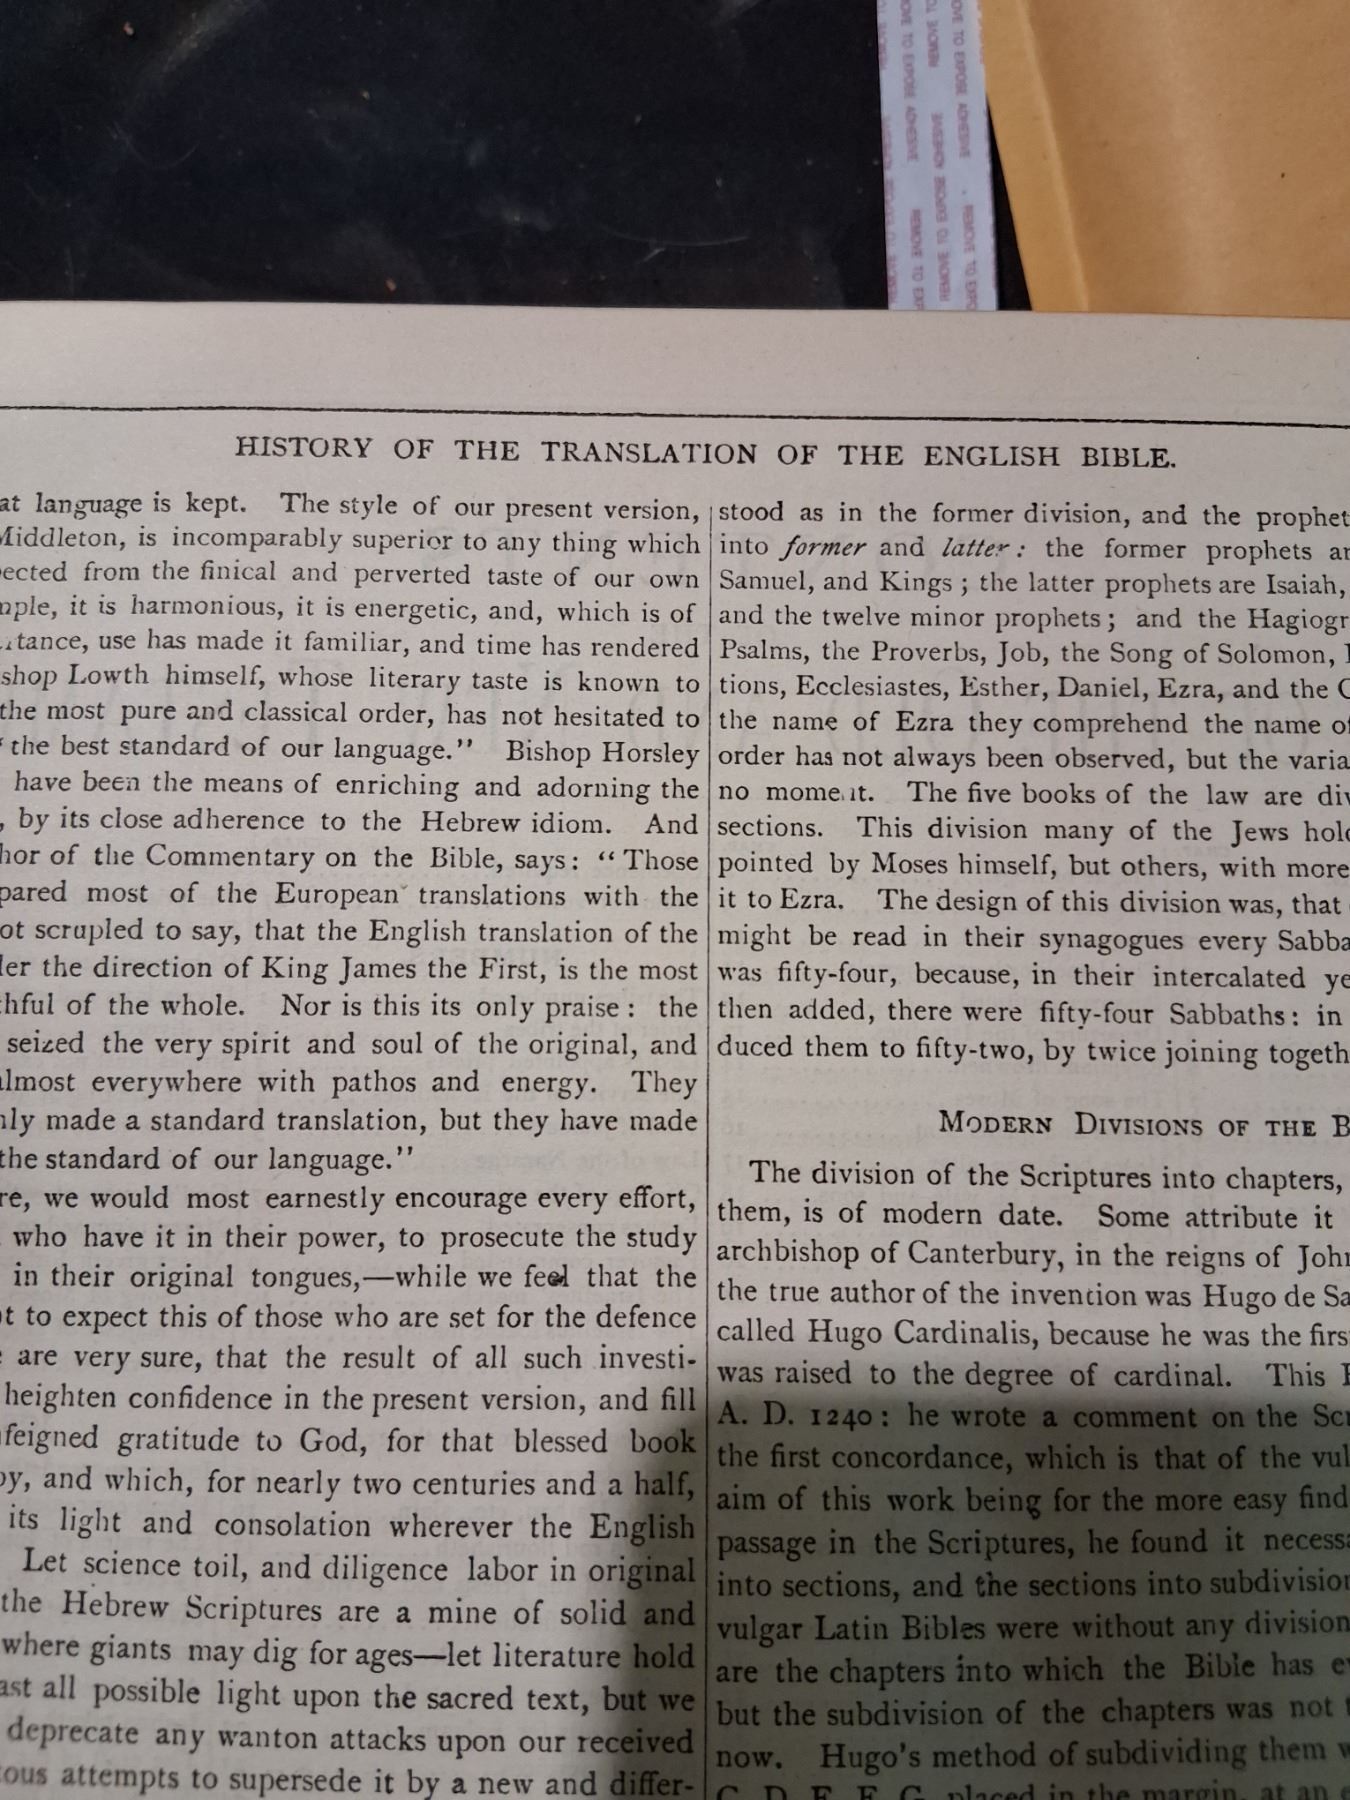 REMOVE TO EXPOSE ADHESIVE
HISTORY OF THE TRANSLATION OF THE ENGLISH BIBLE.
at language is kept. The style of our present version,
Middleton, is incomparably superior to any thing which
ected from the finical and perverted taste of our own
mple, it is harmonious, it is energetic, and, which is of
tance, use has made it familiar, and time has rendered
shop Lowth himself, whose literary taste is known to
the most pure and classical order, has not hesitated to
the best standard of our language.” Bishop Horsley
have been the means of enriching and adorning the
, by its close adherence to the Hebrew idiom. And
hor of the Commentary on the Bible, says: “Those
pared most of the European translations with the
ot scrupled to say, that the English translation of the
der the direction of King James the First, is the most
thful of the whole. Nor is this its only praise: the
seized the very spirit and soul of the original, and
almost everywhere with pathos and energy. They
nly made a standard translation, but they have made
the standard of our language.”
re, we would most earnestly encourage every effort,
who have it in their power, to prosecute the study
in their original tongues,—while we feel that the
ot to expect this of those who are set for the defence
are very sure, that the result of all such investi-
heighten confidence in the present version, and fill
feigned gratitude to God, for that blessed book
oy, and which, for nearly two centuries and a half,
its light and consolation wherever the English
Let science toil, and diligence labor in original
the Hebrew Scriptures are a mine of solid and
where giants may dig for ages—let literature hold
ast all possible light upon the sacred text, but we
deprecate any wanton attacks upon our received
ous attempts to supersede it by a new and differ-
stood as in the former division, and the prophet
into former and latter: the former prophets ar
Samuel, and Kings; the latter prophets are Isaiah,
and the twelve minor prophets; and the Hagiogr
Psalms, the Proverbs, Job, the Song of Solomon,
tions, Ecclesiastes, Esther, Daniel, Ezra, and the C
the name of Ezra they comprehend the name of
order has not always been observed, but the varia
no moment. The five books of the law are div
sections. This division many of the Jews hold
pointed by Moses himself, but others, with more
it to Ezra. The design of this division was, that
might be read in their synagogues every Sabba
was fifty-four, because, in their intercalated ye
then added, there were fifty-four Sabbaths: in
duced them to fifty-two, by twice joining togeth
MODERN DIVISIONS OF THE B
The division of the Scriptures into chapters,
them, is of modern date. Some attribute it
archbishop of Canterbury, in the reigns of John
the true author of the invention was Hugo de Sa
called Hugo Cardinalis, because he was the firs
was raised to the degree of cardinal. This
A. D. 1240: he wrote a comment on the Scr
the first concordance, which is that of the vul
aim of this work being for the more easy find
passage in the Scriptures, he found it necessa
into sections, and the sections into subdivision
vulgar Latin Bibles were without any division
are the chapters into which the Bible has ev
but the subdivision of the chapters was not
now. Hugo's method of subdividing them w
C, D, E, F, G, placed in the margin, at an e